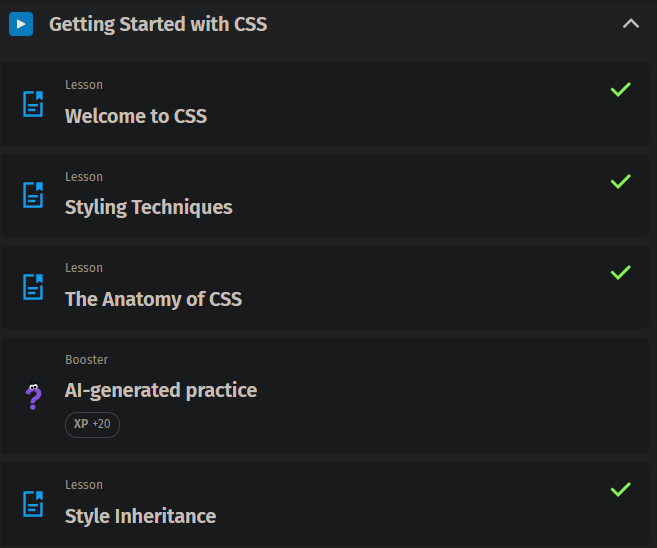 Getting Started with CSS
Lesson
Welcome to CSS
Lesson
Styling Techniques
Lesson
The Anatomy of CSS
Booster
AI-generated practice
XP +20
Lesson
Style Inheritance